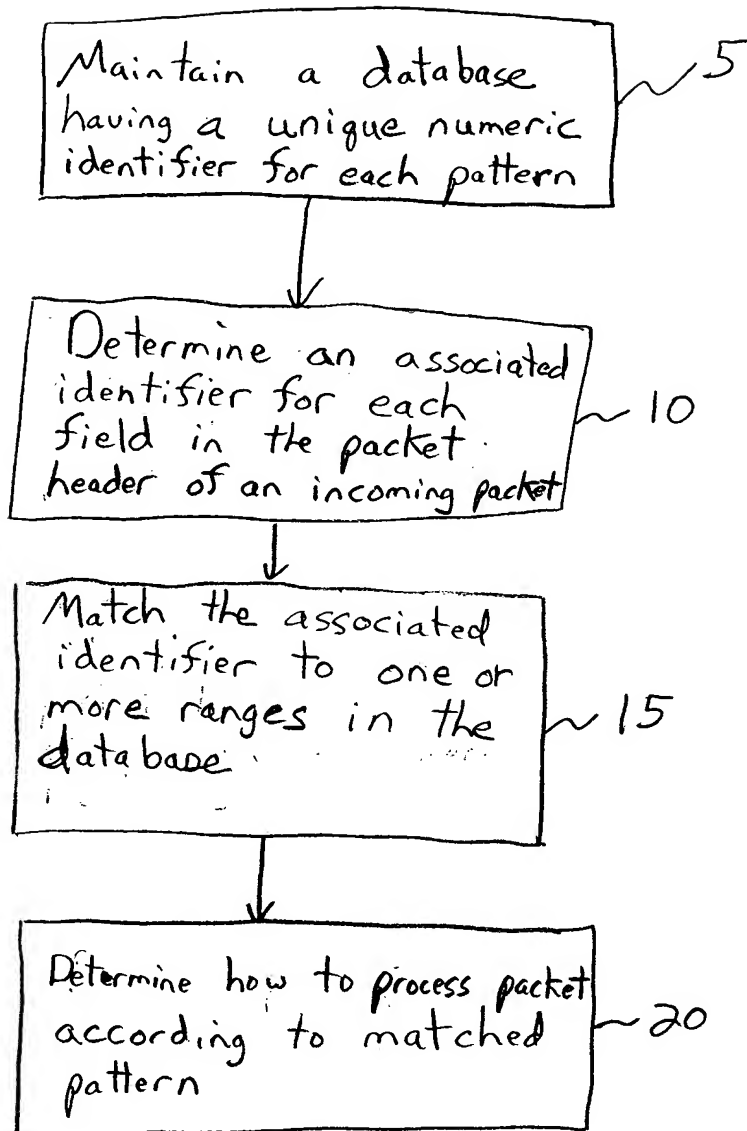 Maintain a database
having a unique numeric
identifier for each pattern
5
Determine an associated
identifier for each
field in the packet
header of an incoming packet
10
Match the associated
identifier to one or
more ranges in the
database
15
Determine how to process packet
according to matched
pattern
20